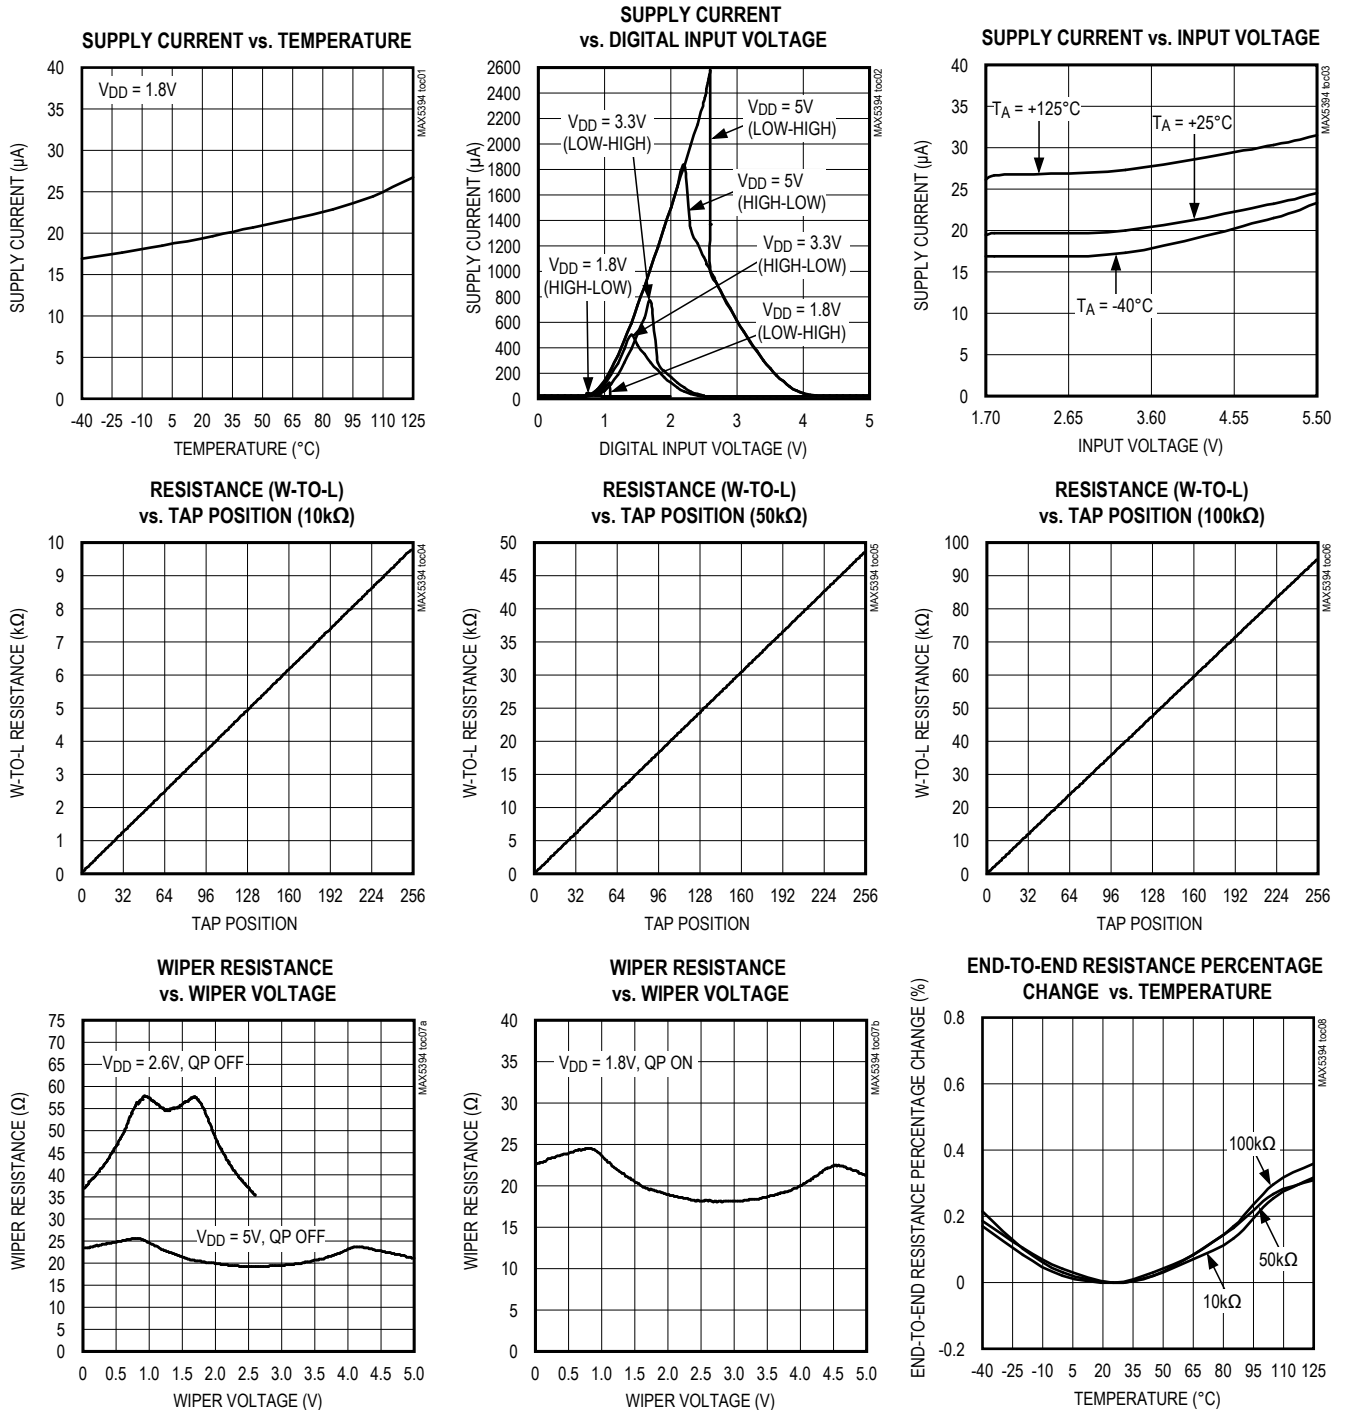 SUPPLY CURRENT vs. TEMPERATURE
MAX5394 toc01
VDD = 1.8V
SUPPLY CURRENT (µA)
40
35
30
25
20
15
10
5
0
-40 -25 -10 5 20 35 50 65 80 95 110 125
TEMPERATURE (°C)
SUPPLY CURRENT
vs. DIGITAL INPUT VOLTAGE
MAX5394 toc02
SUPPLY CURRENT (µA)
2600
2400
2200
2000
1800
1600
1400
1200
1000
800
600
400
200
0
VDD = 5V
(LOW-HIGH)
VDD = 3.3V
(LOW-HIGH)
VDD = 5V
(HIGH-LOW)
VDD = 3.3V
(HIGH-LOW)
VDD = 1.8V
(HIGH-LOW)
VDD = 1.8V
(LOW-HIGH)
0 1 2 3 4 5
DIGITAL INPUT VOLTAGE (V)
SUPPLY CURRENT vs. INPUT VOLTAGE
MAX5394 toc03
SUPPLY CURRENT (µA)
40
35
30
25
20
15
10
5
0
TA = +125°C
TA = +25°C
TA = -40°C
1.70 2.65 3.60 4.55 5.50
INPUT VOLTAGE (V)
RESISTANCE (W-TO-L)
vs. TAP POSITION (10kΩ)
MAX5394 toc04
W-TO-L RESISTANCE (kΩ)
10
9
8
7
6
5
4
3
2
1
0
0 32 64 96 128 160 192 224 256
TAP POSITION
RESISTANCE (W-TO-L)
vs. TAP POSITION (50kΩ)
MAX5394 toc05
W-TO-L RESISTANCE (kΩ)
50
45
40
35
30
25
20
15
10
5
0
0 32 64 96 128 160 192 224 256
TAP POSITION
RESISTANCE (W-TO-L)
vs. TAP POSITION (100kΩ)
MAX5394 toc06
W-TO-L RESISTANCE (kΩ)
100
90
80
70
60
50
40
30
20
10
0
0 32 64 96 128 160 192 224 256
TAP POSITION
WIPER RESISTANCE
vs. WIPER VOLTAGE
MAX5394 toc07a
WIPER RESISTANCE (Ω)
75
70
65
60
55
50
45
40
35
30
25
20
15
10
5
0
VDD = 2.6V, QP OFF
VDD = 5V, QP OFF
0 0.5 1.0 1.5 2.0 2.5 3.0 3.5 4.0 4.5 5.0
WIPER VOLTAGE (V)
WIPER RESISTANCE
vs. WIPER VOLTAGE
MAX5394 toc07b
WIPER RESISTANCE (Ω)
40
35
30
25
20
15
10
5
0
VDD = 1.8V, QP ON
0 0.5 1.0 1.5 2.0 2.5 3.0 3.5 4.0 4.5 5.0
WIPER VOLTAGE (V)
END-TO-END RESISTANCE PERCENTAGE
CHANGE vs. TEMPERATURE
MAX5394 toc08
END-TO-END RESISTANCE PERCENTAGE CHANGE (%)
0.8
0.6
0.4
0.2
0
-0.2
100kΩ
50kΩ
10kΩ
-40 -25 -10 5 20 35 50 65 80 95 110 125
TEMPERATURE (°C)